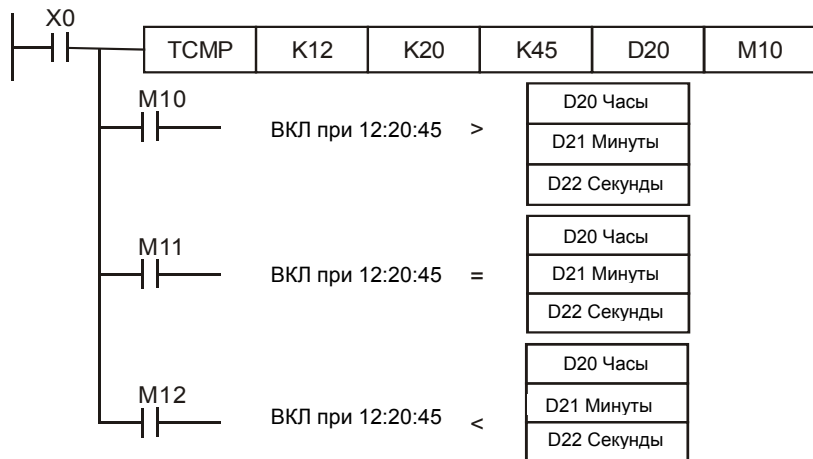 X0
TCMP K12 K20 K45 D20 M10
M10
ВКЛ при 12:20:45 >
D20 Часы
D21 Минуты
D22 Секунды
M11
ВКЛ при 12:20:45 =
D20 Часы
D21 Минуты
D22 Секунды
M12
ВКЛ при 12:20:45 <
D20 Часы
D21 Минуты
D22 Секунды